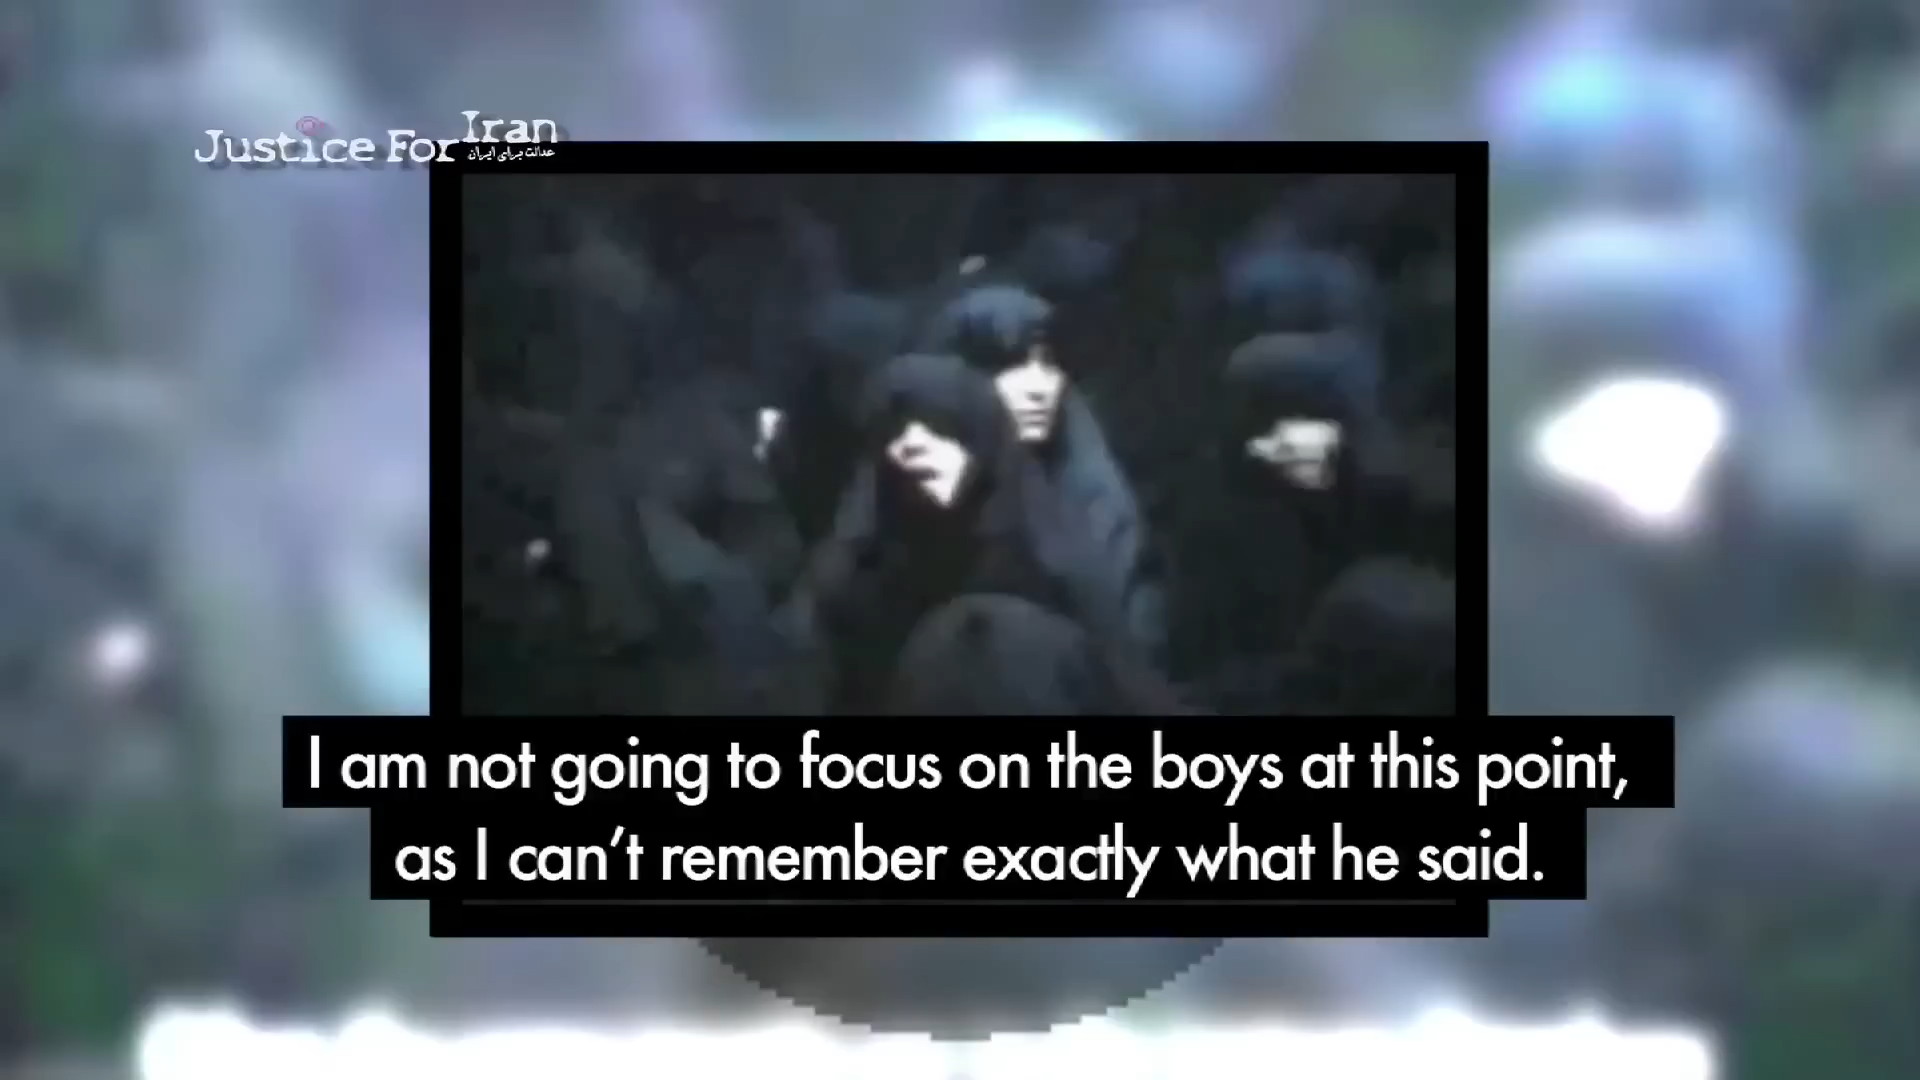 Justice For Iran
عدالت برای ایران
I am not going to focus on the boys at this point,
as I can't remember exactly what he said.